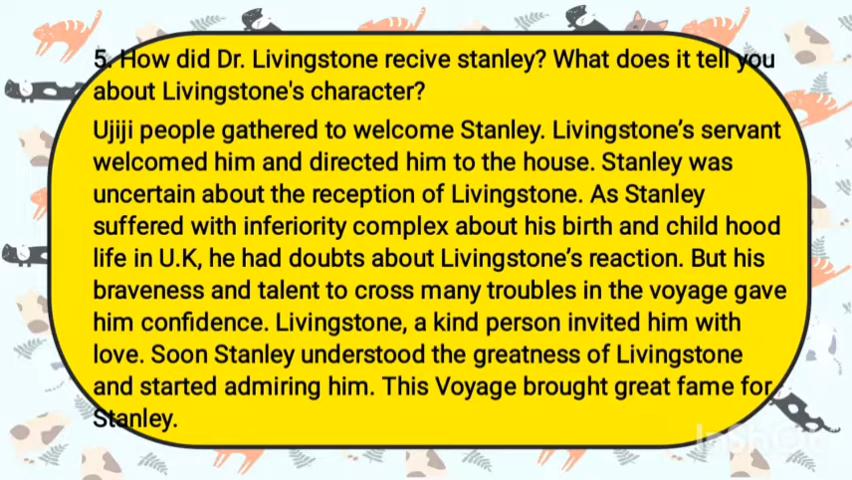 5. How did Dr. Livingstone recive stanley? What does it tell you
about Livingstone's character?
Ujiji people gathered to welcome Stanley. Livingstone's servant
welcomed him and directed him to the house. Stanley was
uncertain about the reception of Livingstone. As Stanley
suffered with inferiority complex about his birth and child hood
life in U.K, he had doubts about Livingstone's reaction. But his
braveness and talent to cross many troubles in the voyage gave
him confidence. Livingstone, a kind person invited him with
love. Soon Stanley understood the greatness of Livingstone
and started admiring him. This Voyage brought great fame for
Stanley.
InShOt